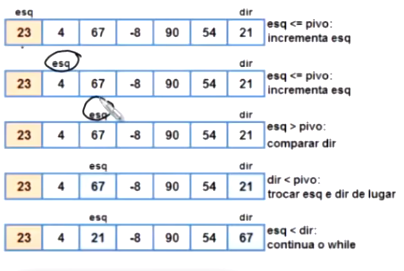 esq dir
23 4 67 -8 90 54 21
esq <= pivo:
incrementa esq
esq dir
23 4 67 -8 90 54 21
esq <= pivo:
incrementa esq
esq dir
23 4 67 -8 90 54 21
esq > pivo:
comparar dir
esq dir
23 4 67 -8 90 54 21
dir < pivo:
trocar esq e dir de lugar
esq dir
23 4 21 -8 90 54 67
esq < dir:
continua o while